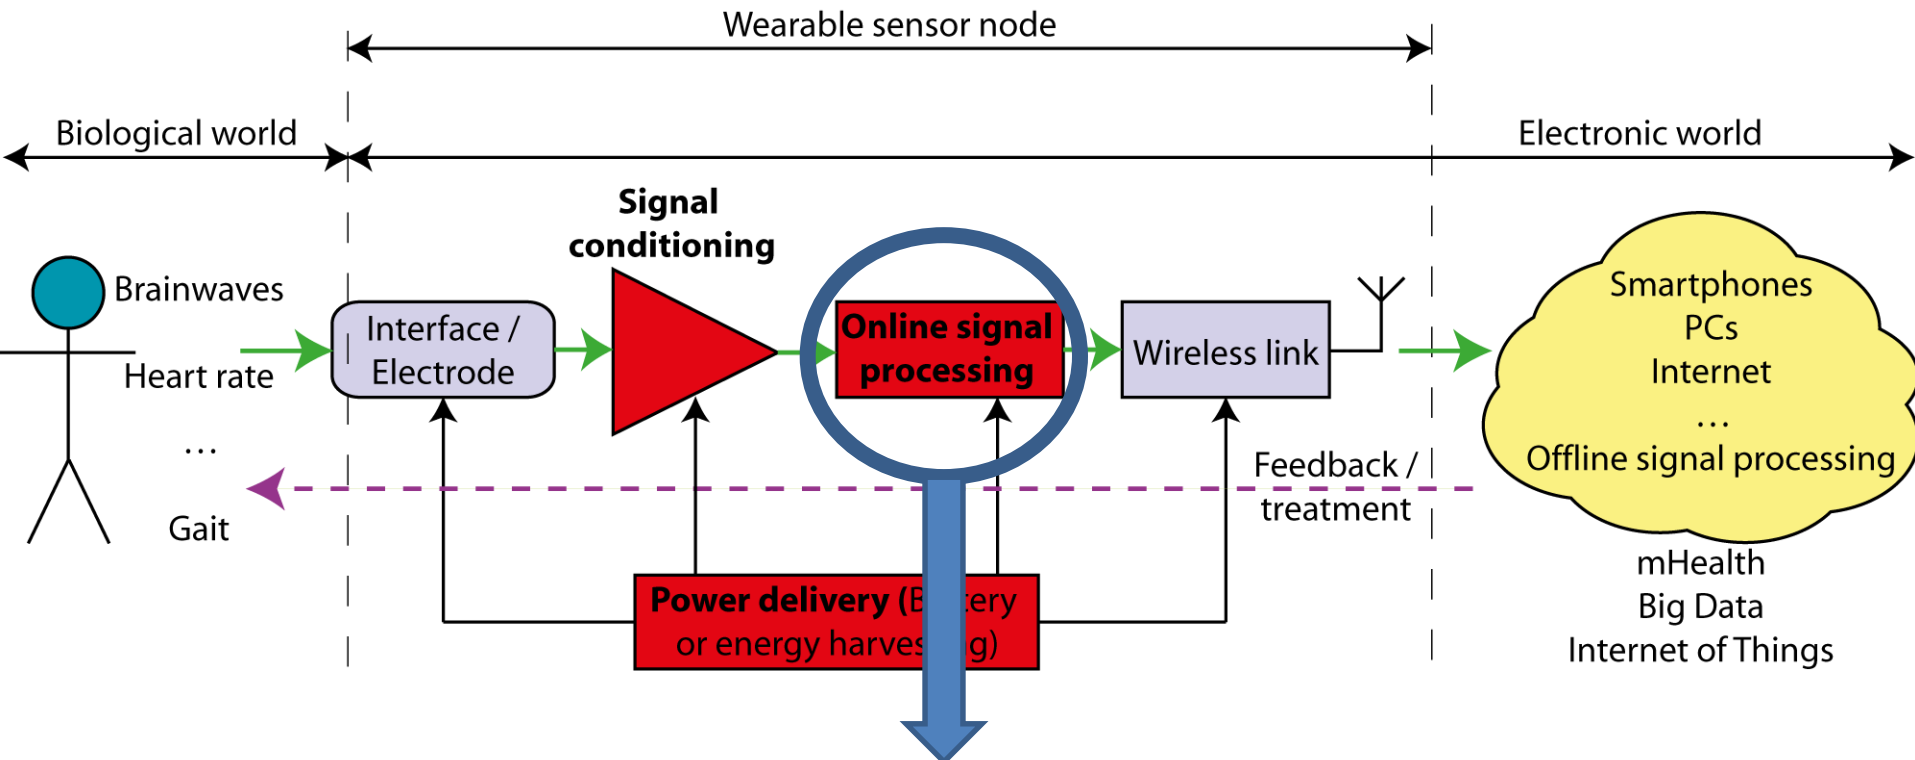 Wearable sensor node
Biological world
Electronic world
Signal
conditioning
Brainwaves
Heart rate
…
Gait
Interface /
Electrode
Online signal
processing
Wireless link
Smartphones
PCs
Internet
…
Offline signal processing
Feedback /
treatment
Power delivery (
or energy
mHealth
Big Data
Internet of Things